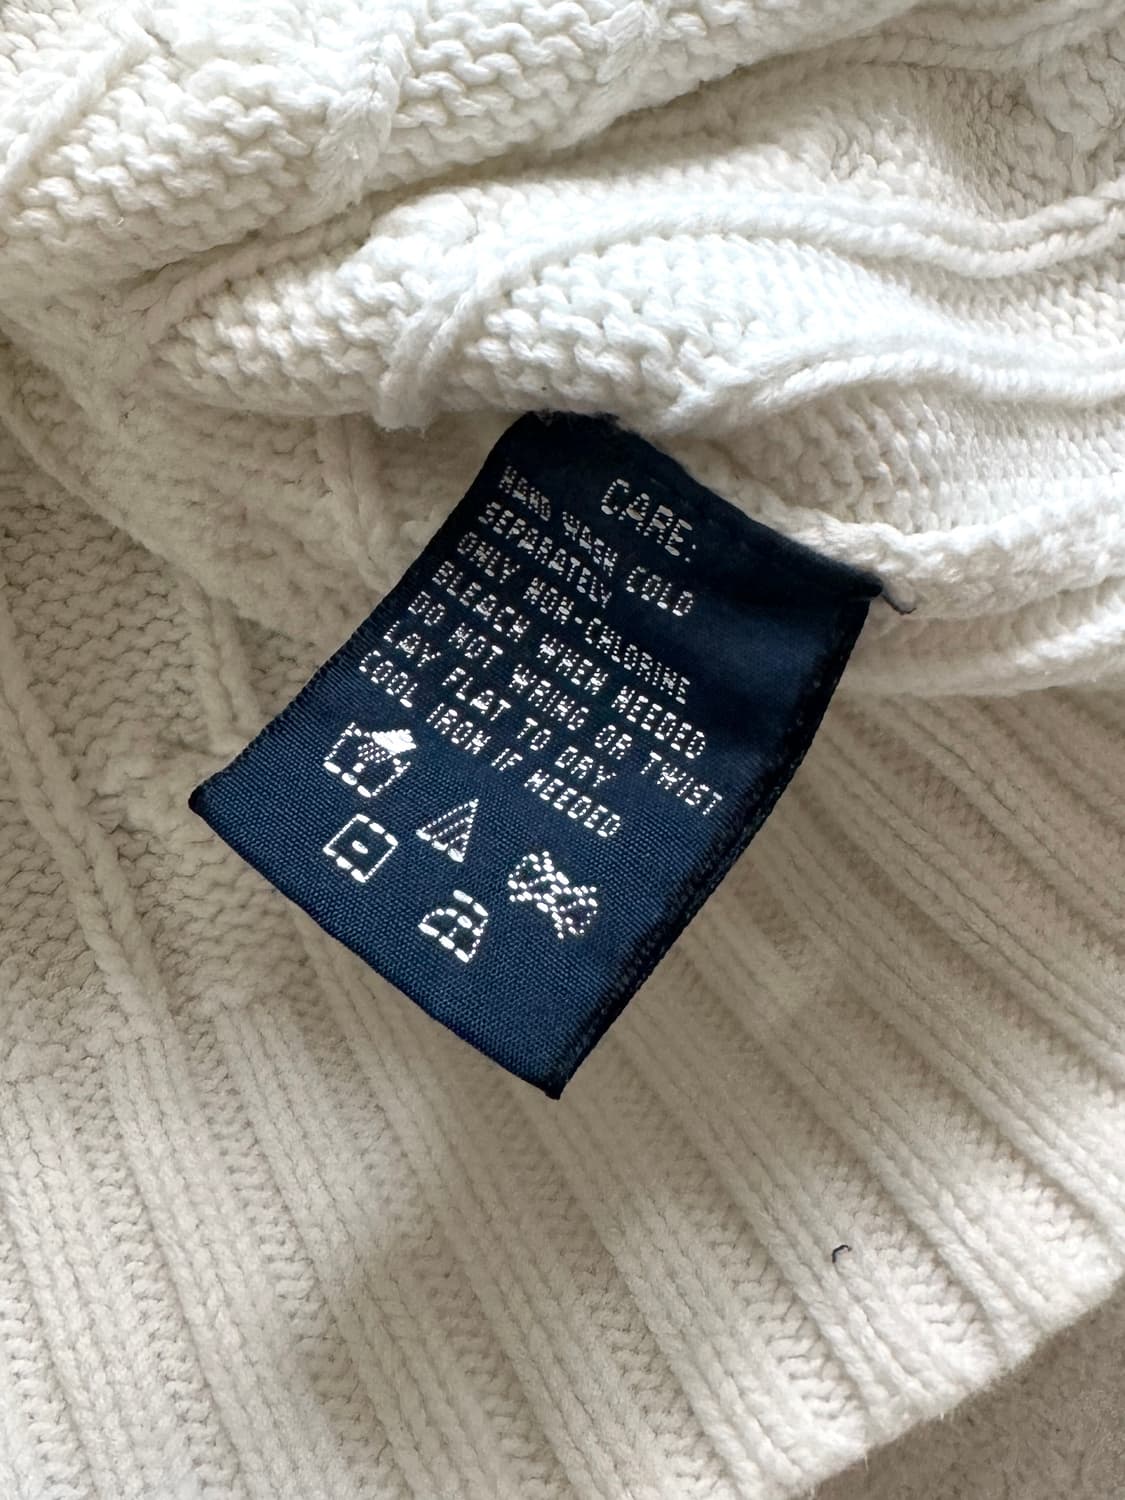 CARE:
HAND WASH COLD
SEPARATELY
ONLY NON-CHLORINE
BLEACH WHEN NEEDED
DO NOT WRING OR TWIST
LAY FLAT TO DRY
COOL IRON IF NEEDED